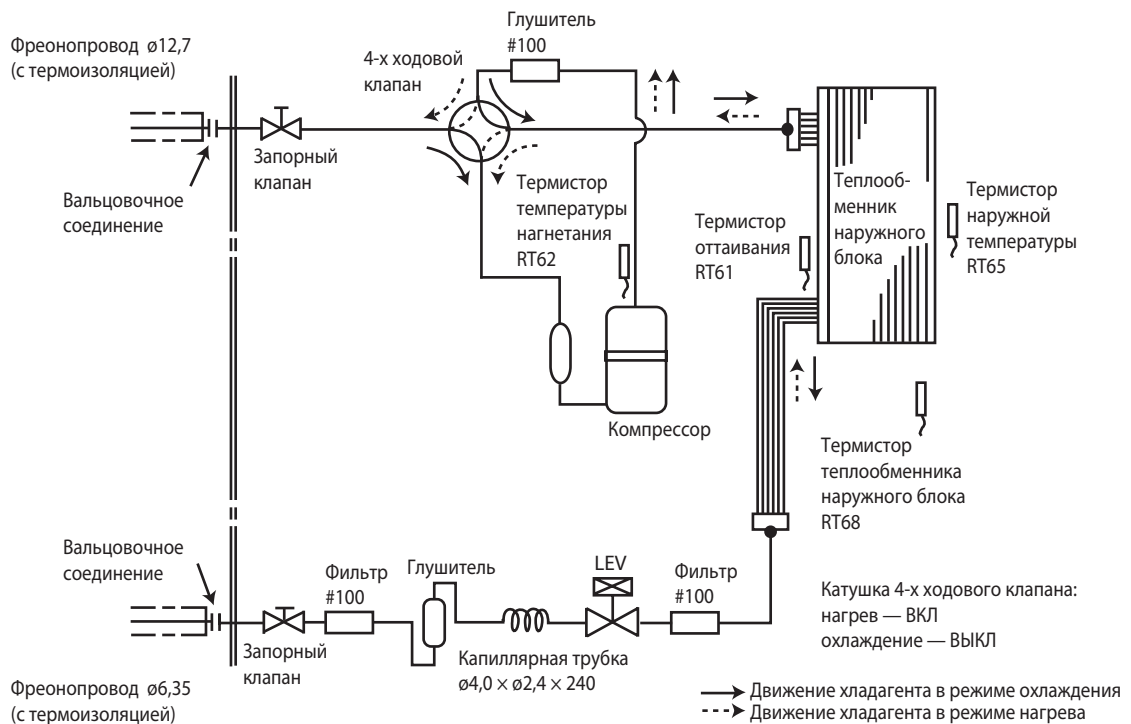 Глушитель
#100
Фреонопровод ø12,7
(с термоизоляцией)
4-х ходовой
клапан
Запорный
клапан
Вальцовочное
соединение
Термистор
температуры
нагнетания
RT62
Термистор
оттаивания
RT61
Теплооб-
менник
наружного
блока
Термистор
наружной
температуры
RT65
Компрессор
Термистор
теплообменника
наружного блока
RT68
Вальцовочное
соединение
Фильтр
#100
Глушитель
LEV
Фильтр
#100
Катушка 4-х ходового клапана:
нагрев — ВКЛ
охлаждение — ВЫКЛ
Запорный
клапан
Капиллярная трубка
ø4,0 × ø2,4 × 240
Фреонопровод ø6,35
(с термоизоляцией)
Движение хладагента в режиме охлаждения
Движение хладагента в режиме нагрева